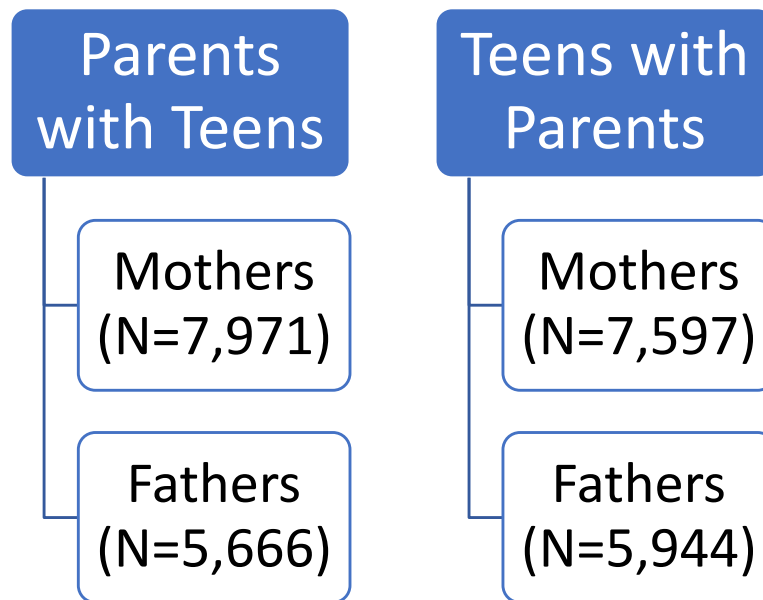 Parents
with Teens
Mothers
(N=7,971)
Fathers
(N=5,666)
Teens with
Parents
Mothers
(N=7,597)
Fathers
(N=5,944)